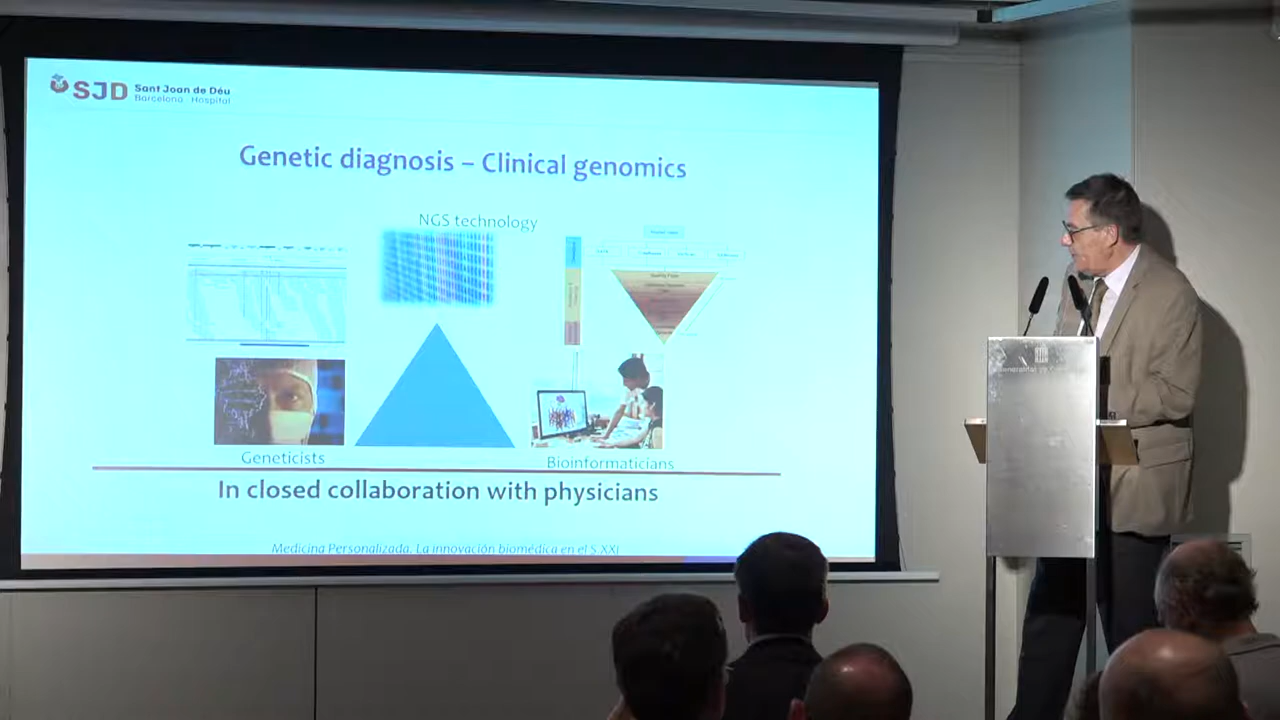 SJD Sant Joan de Déu
Barcelona · Hospital
Genetic diagnosis – Clinical genomics
NGS technology
Geneticists
Bioinformaticians
In closed collaboration with physicians
Medicina Personalizada. La innovación biomédica en el S.XXI